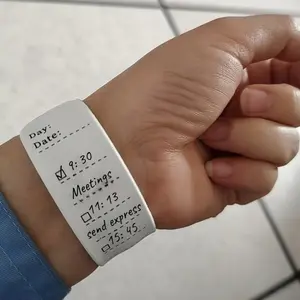 Day:
Date:
☑ 9:30
Meetings
☐ 11:13
send express
☐ 15:45